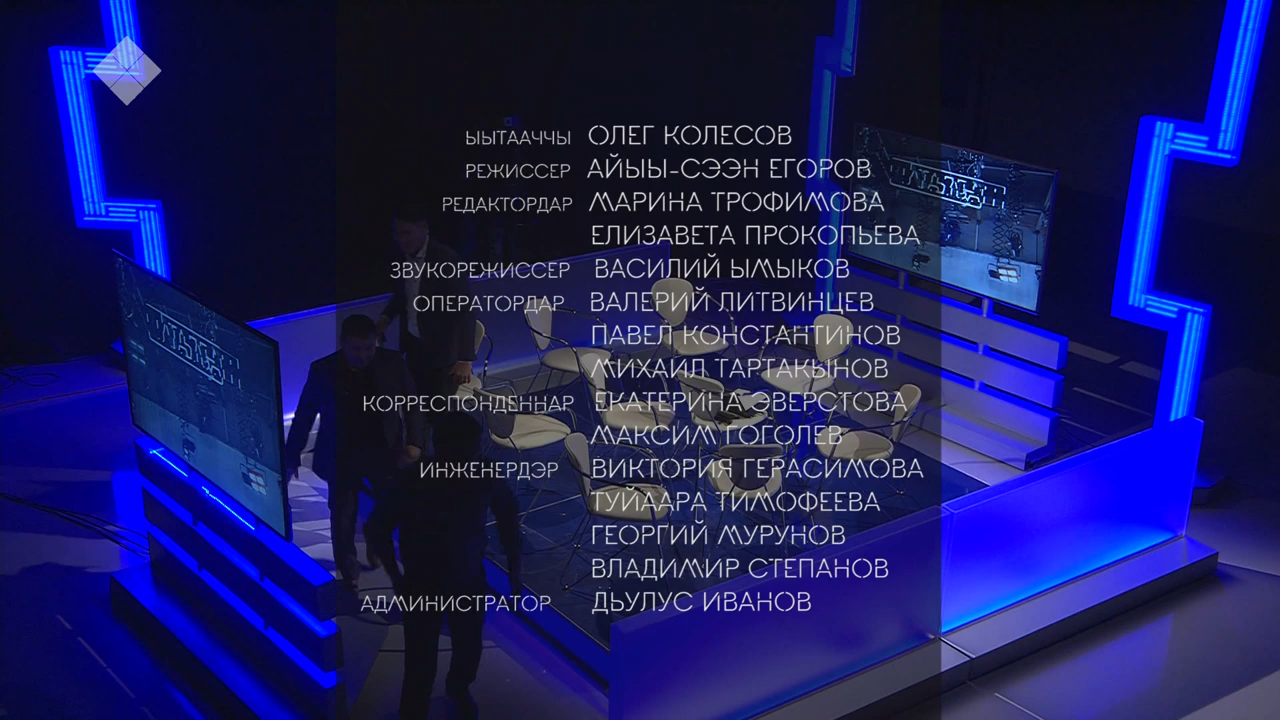 ЫЫТААЧЧЫ ОЛЕГ КОЛЕСОВ
РЕЖИССЕР АЙЫЫ-СЭЭН ЕГОРОВ
РЕДАКТОРДАР МАРИНА ТРОФИМОВА
ЕЛИЗАВЕТА ПРОКОПЬЕВА
ЗВУКОРЕЖИССЕР ВАСИЛИЙ ЫМЫКОВ
ОПЕРАТОРДАР ВАЛЕРИЙ ЛИТВИНЦЕВ
ПАВЕЛ КОНСТАНТИНОВ
МИХАИЛ ТАРТАКЫНОВ
КОРРЕСПОНДЕННАР ЕКАТЕРИНА ЭВЕРСТОВА
МАКСИМ ГОГОЛЕВ
ИНЖЕНЕРДЭР ВИКТОРИЯ ГЕРАСИМОВА
ТУЙААРА ТИМОФЕЕВА
ГЕОРГИЙ МУРУНОВ
ВЛАДИМИР СТЕПАНОВ
АДМИНИСТРАТОР ДЬУЛУС ИВАНОВ